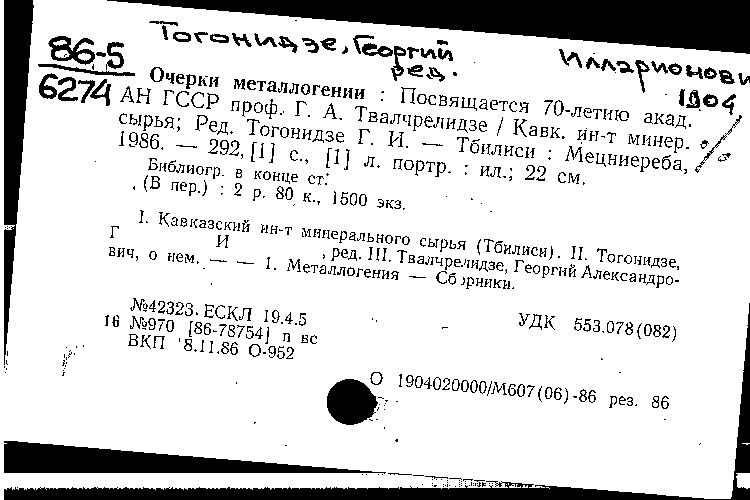 Тогонидзе, Георгий Илларионови
ред. 1904
86-5
6274
Очерки металлогении : Посвящается 70-летию акад.
АН ГССР проф. Г. А. Твалчрелидзе / Кавк. ин-т минер.
сырья; Ред. Тогонидзе Г. И. — Тбилиси : Мецниереба,
1986. — 292, [1] с., [1] л. портр. : ил.; 22 см.
Библиогр. в конце ст.
(В пер.) : 2 р. 80 к., 1500 экз.
I. Кавказский ин-т минерального сырья (Тбилиси). II. Тогонидзе,
Г И , ред. III. Твалчрелидзе, Георгий Александро-
вич, о нем. — — 1. Металлогения — Сборники.
№42323. ЕСКЛ 19.4.5
УДК 553.078(082)
16 №970 [86-78754] п вс
ВКП 8.11.86 О-952
О 1904020000/М607(06)-86 рез. 86